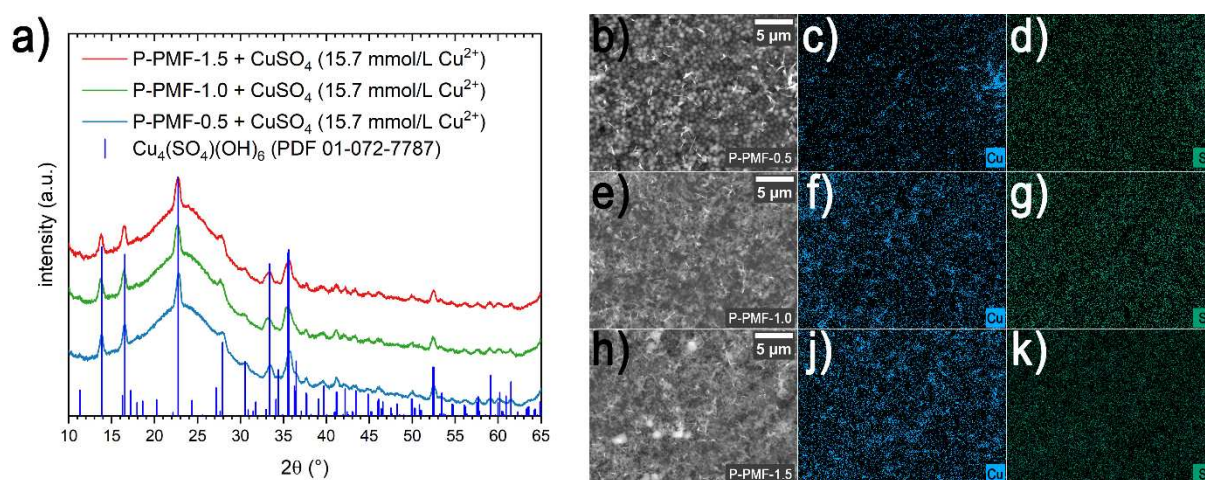 a)
P-PMF-1.5 + CuSO₄ (15.7 mmol/L Cu²⁺)
P-PMF-1.0 + CuSO₄ (15.7 mmol/L Cu²⁺)
P-PMF-0.5 + CuSO₄ (15.7 mmol/L Cu²⁺)
Cu₄(SO₄)(OH)₆ (PDF 01-072-7787)
intensity (a.u.)
10 15 20 25 30 35 40 45 50 55 60 65
2θ (°)
b) 5 µm
P-PMF-0.5
c)
Cu
d)
S
e) 5 µm
P-PMF-1.0
f)
Cu
g)
S
h) 5 µm
P-PMF-1.5
j)
Cu
k)
S